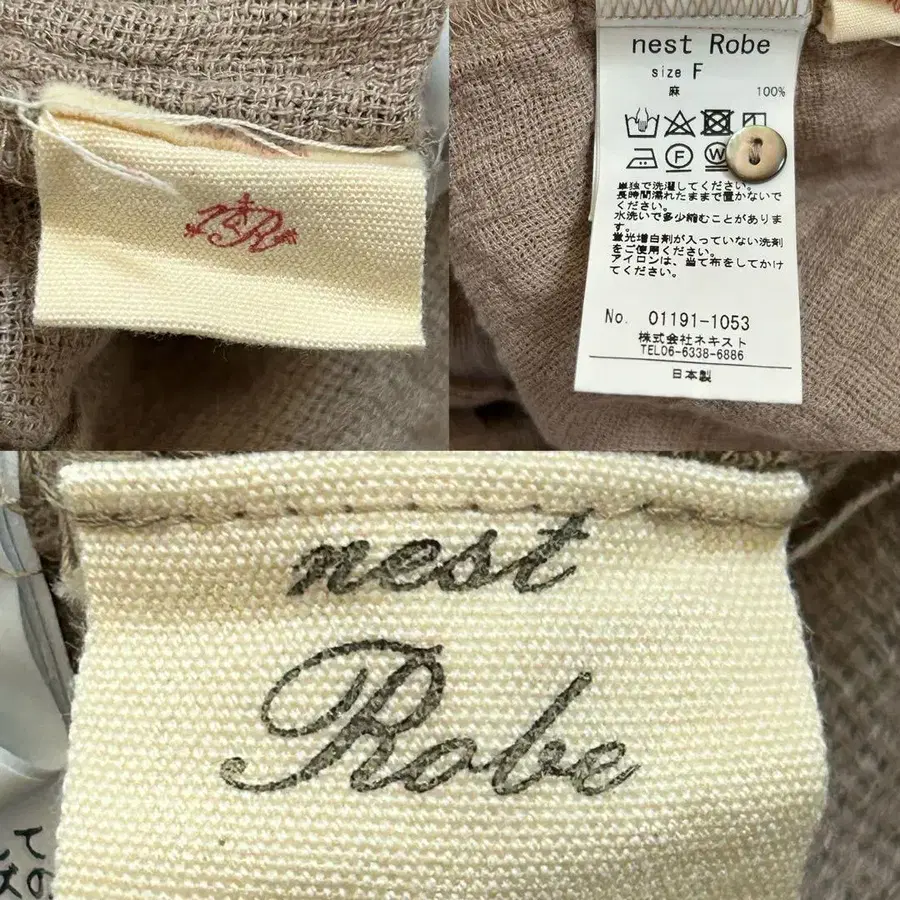 R
nest Robe
size F
麻 100%
F
W
単独で洗濯してください。
長時間濡れたままで置かないで
ください。
水洗いで多少縮むことがありま
す。
蛍光増白剤が入っていない洗剤
をご使用ください。
アイロンは、当て布をしてかけ
てください。
No. 01191-1053
株式会社ネキスト
TEL06-6338-6886
日本製
nest
Robe
して
ズの